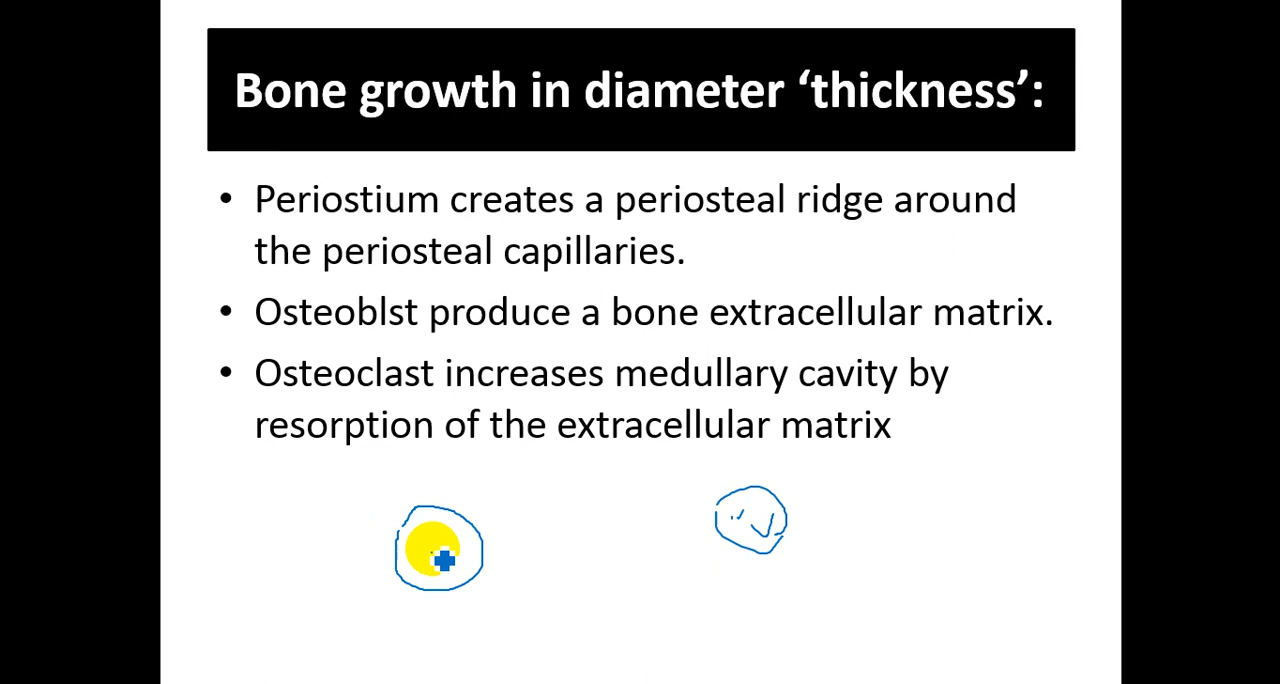 Bone growth in diameter ‘thickness’:
• Periostium creates a periosteal ridge around
the periosteal capillaries.
• Osteoblst produce a bone extracellular matrix.
• Osteoclast increases medullary cavity by
resorption of the extracellular matrix